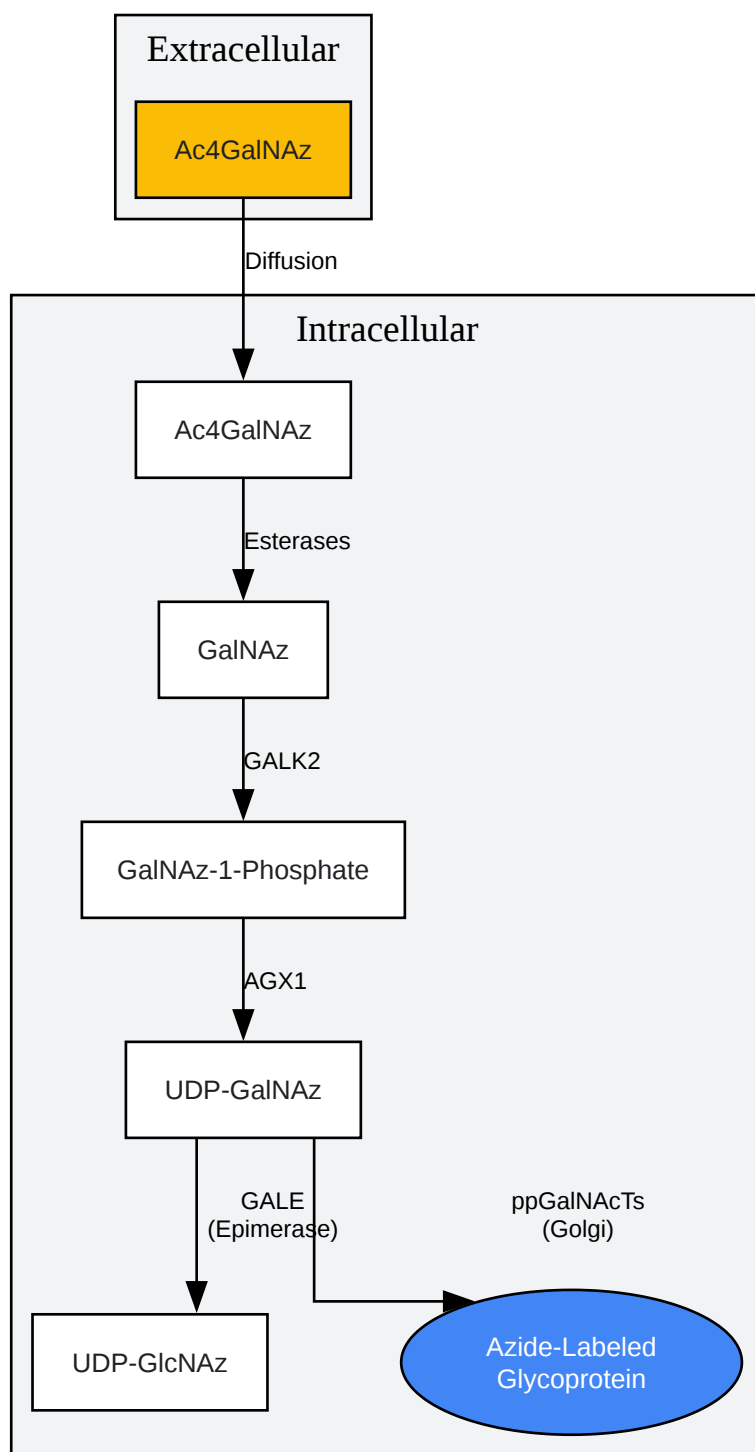 Extracellular
Ac4GalNAz
Diffusion
Intracellular
Ac4GalNAz
Esterases
GalNAz
GALK2
GalNAz-1-Phosphate
AGX1
UDP-GalNAz
GALE
(Epimerase)
ppGalNAcTs
(Golgi)
UDP-GlcNAz
Azide-Labeled
Glycoprotein